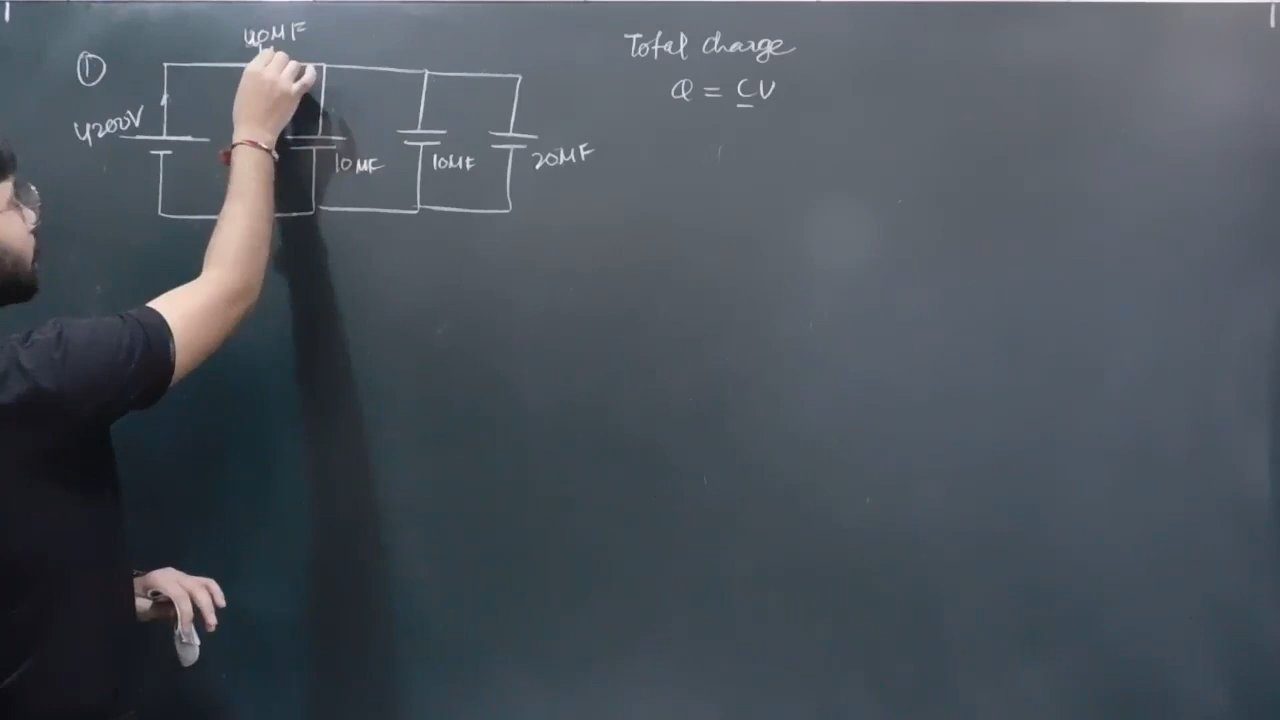 40MF
①
4200V
10MF
10MF
20MF
Total charge
Q = CV